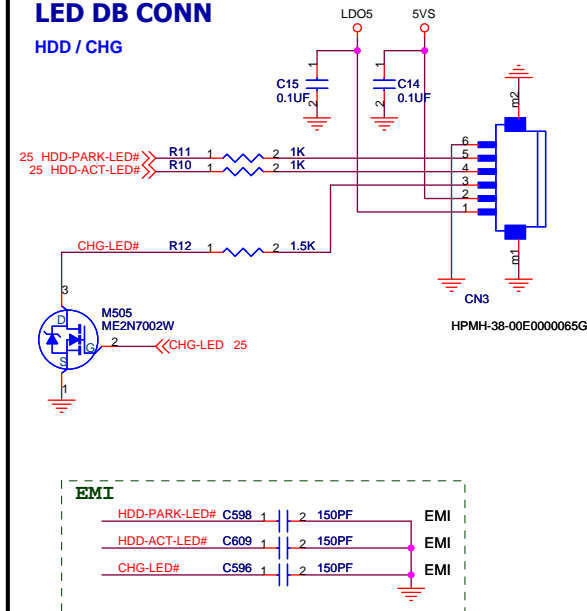 LED DB CONN
HDD / CHG
LDO5 5VS
1 1
C15 C14
0.1UF 0.1UF
2 2
m2
6
25 HDD-PARK-LED# R11 1 2 1K 5
25 HDD-ACT-LED# R10 1 2 1K 4
3
2
1
CHG-LED# R12 1 2 1.5K
m1
3
CN3
M505
ME2N7002W
HPMH-38-00E0000065G
D
G 2 CHG-LED 25
S
1
EMI
HDD-PARK-LED# C598 1 2 150PF EMI
HDD-ACT-LED# C609 1 2 150PF EMI
CHG-LED# C596 1 2 150PF EMI